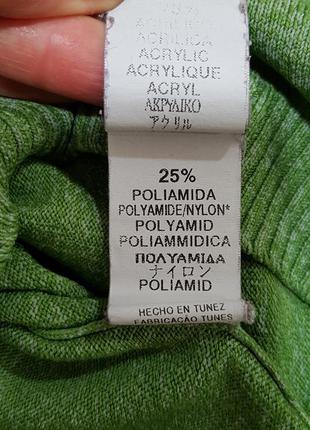 ACRILICA
ACRYLIC
ACRYLIQUE
ACRYL
ΑΚΡΥΛΙΚΟ
アクリル
25%
POLIAMIDA
POLYAMIDE/NYLON*
POLYAMID
POLIAMMIDICA
ΠΟΛΥΑΜΙΔΑ
ナイロン
POLIAMID
HECHO EN TUNEZ
FABRICAÇÃO TUNES